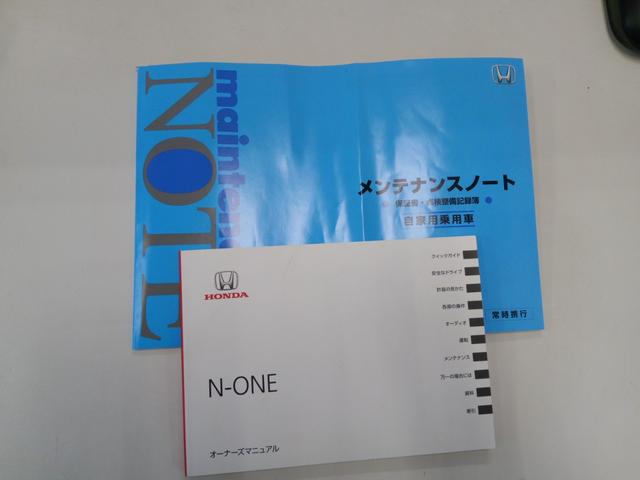 maintenance
NOTE
メンテナンスノート
保証書・点検整備記録簿
自家用乗用車
常時携行
HONDA
N-ONE
オーナーズマニュアル
クイックガイド
安全なドライブ
計器の見かた
各部の操作
オーディオ
運転
メンテナンス
万一の場合には
資料
索引